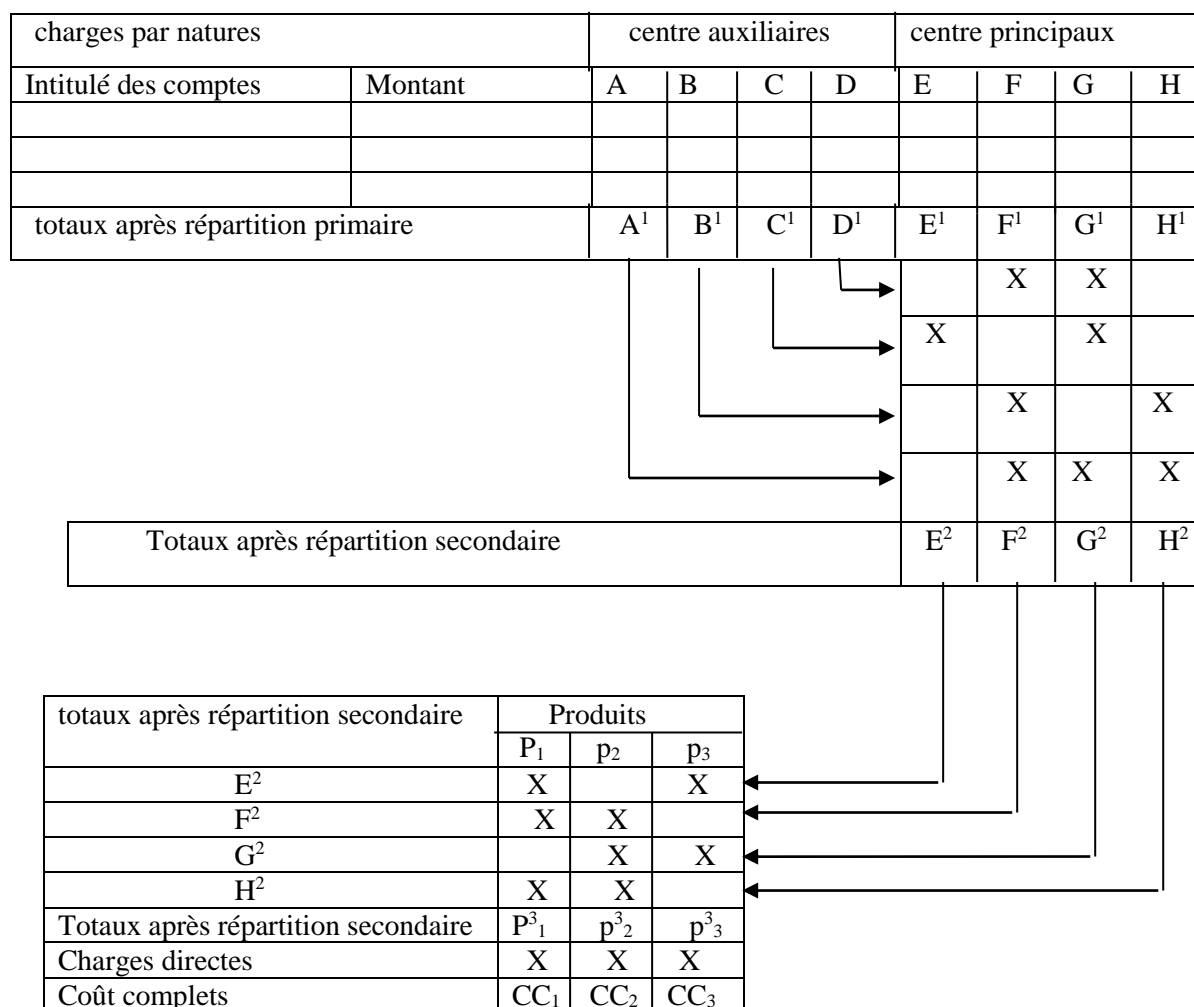 charges par natures centre auxiliaires centre principaux
Intitulé des comptes Montant A B C D E F G H
totaux après répartition primaire A¹ B¹ C¹ D¹ E¹ F¹ G¹ H¹
X X
X X
X X
X X X
Totaux après répartition secondaire E² F² G² H²
totaux après répartition secondaire Produits
P₁ p₂ p₃
E² X X
F² X X
G² X X
H² X X
Totaux après répartition secondaire P³₁ p³₂ p³₃
Charges directes X X X
Coût complets CC₁ CC₂ CC₃